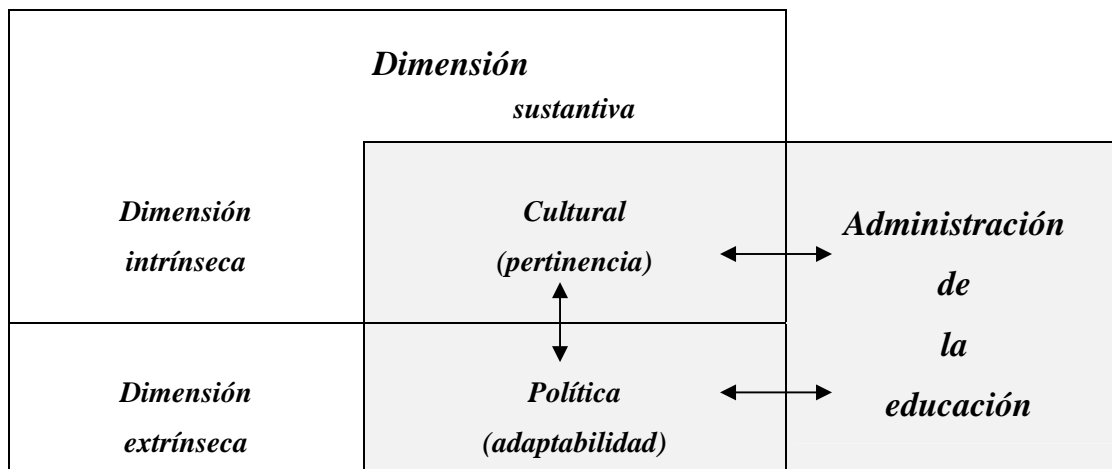 Dimensión
sustantiva
Dimensión
intrínseca
Cultural
(pertinencia)
Administración
de
la
educación
Dimensión
extrínseca
Política
(adaptabilidad)